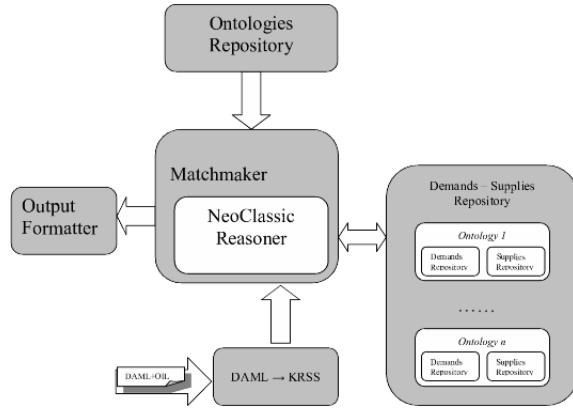 Ontologies
Repository
Matchmaker
NeoClassic
Reasoner
Output
Formatter
Demands – Supplies
Repository
Ontology 1
Demands
Repository
Supplies
Repository
......
Ontology n
Demands
Repository
Supplies
Repository
DAML+OIL
DAML → KRSS